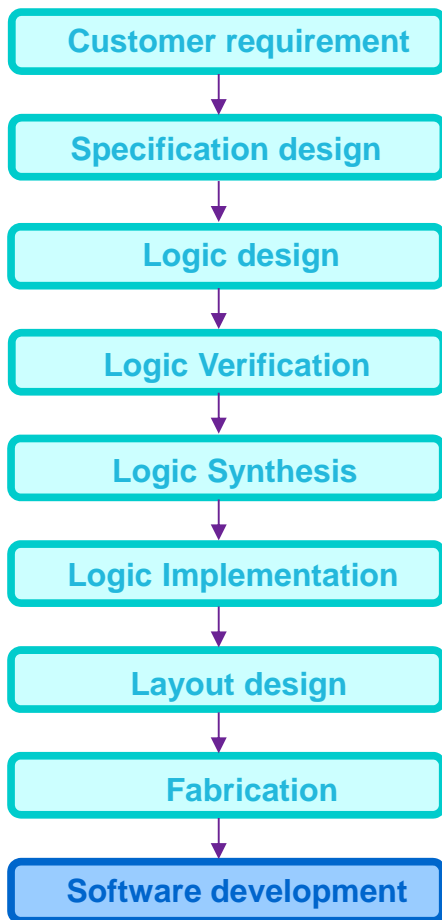 Customer requirement
Specification design
Logic design
Logic Verification
Logic Synthesis
Logic Implementation
Layout design
Fabrication
Software development